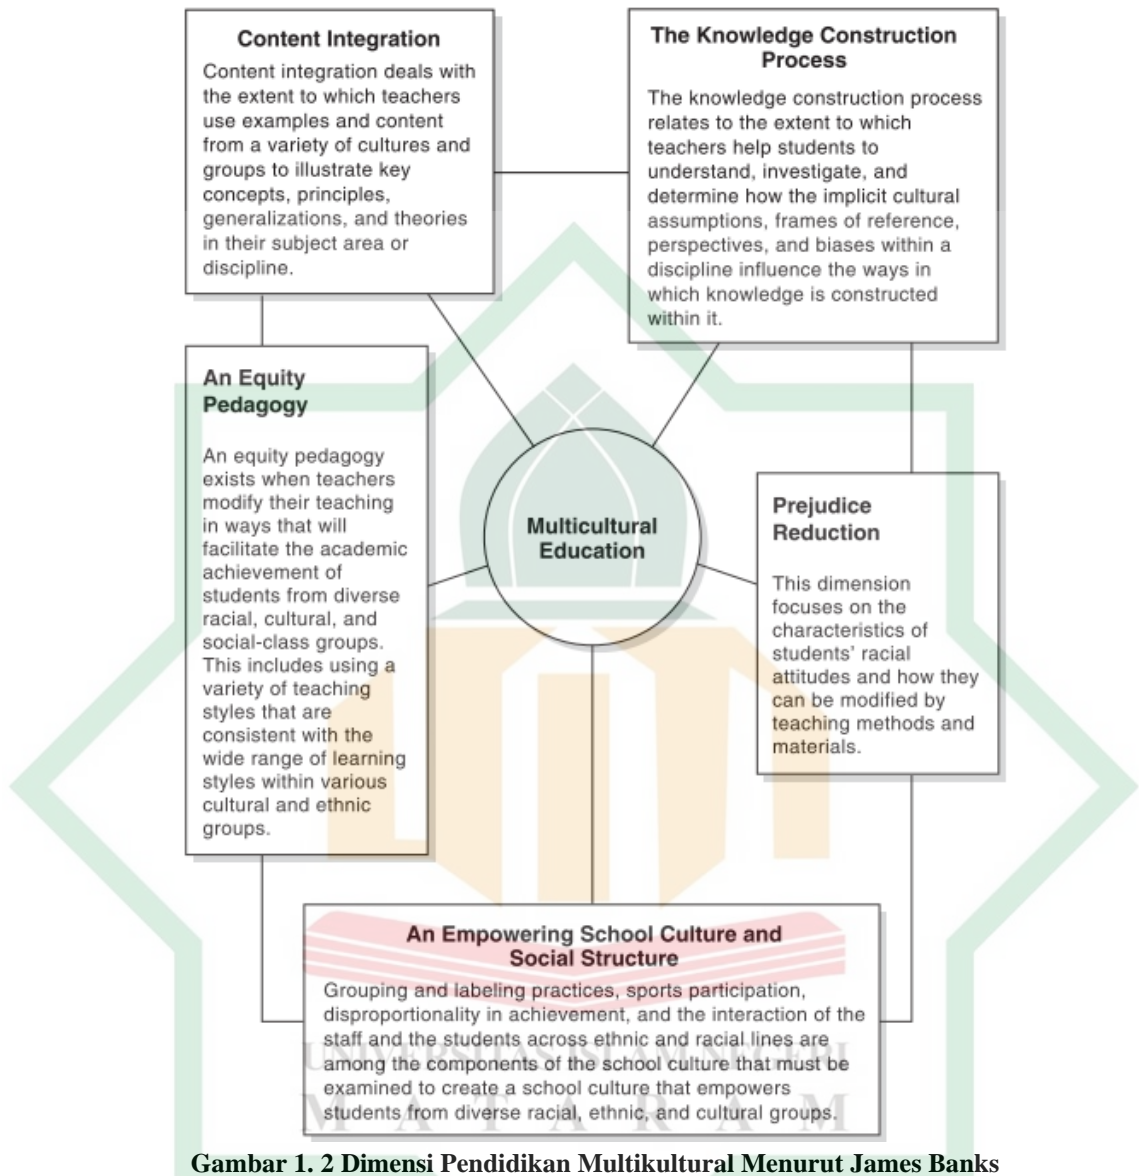 Content Integration
Content integration deals with
the extent to which teachers
use examples and content
from a variety of cultures and
groups to illustrate key
concepts, principles,
generalizations, and theories
in their subject area or
discipline.
The Knowledge Construction
Process
The knowledge construction process
relates to the extent to which
teachers help students to
understand, investigate, and
determine how the implicit cultural
assumptions, frames of reference,
perspectives, and biases within a
discipline influence the ways in
which knowledge is constructed
within it.
An Equity
Pedagogy
An equity pedagogy
exists when teachers
modify their teaching
in ways that will
facilitate the academic
achievement of
students from diverse
racial, cultural, and
social-class groups.
This includes using a
variety of teaching
styles that are
consistent with the
wide range of learning
styles within various
cultural and ethnic
groups.
Multicultural
Education
Prejudice
Reduction
This dimension
focuses on the
characteristics of
students' racial
attitudes and how they
can be modified by
teaching methods and
materials.
An Empowering School Culture and
Social Structure
Grouping and labeling practices, sports participation,
disproportionality in achievement, and the interaction of the
staff and the students across ethnic and racial lines are
among the components of the school culture that must be
examined to create a school culture that empowers
students from diverse racial, ethnic, and cultural groups.
UNIVERSITAS ISLAM NEGERI
M A T A R A M
Gambar 1. 2 Dimensi Pendidikan Multikultural Menurut James Banks